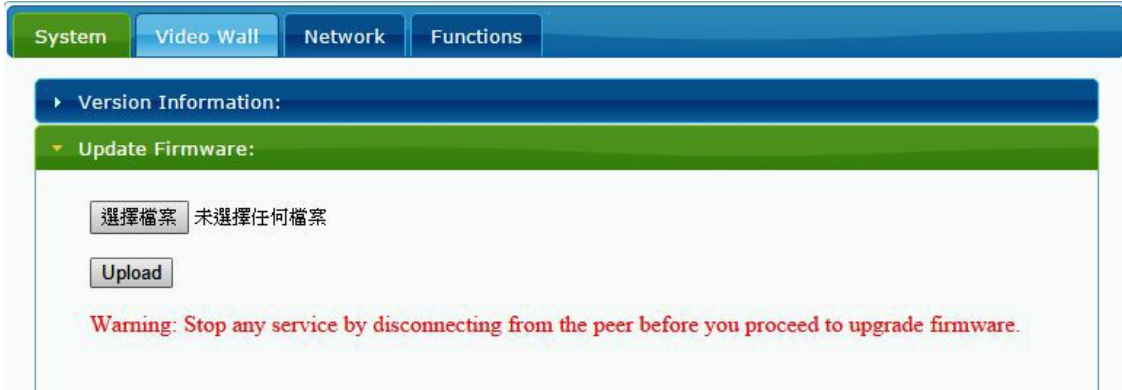 System Video Wall Network Functions
Version Information:
Update Firmware:
選擇檔案 未選擇任何檔案
Upload
Warning: Stop any service by disconnecting from the peer before you proceed to upgrade firmware.